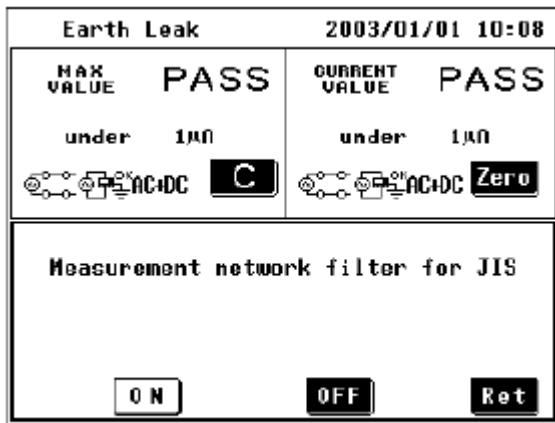 Earth Leak 2003/01/01 10:08
MAX VALUE PASS
CURRENT VALUE PASS
under 1µA
under 1µA
AC+DC C
AC+DC Zero
Measurement network filter for JIS
ON OFF Ret